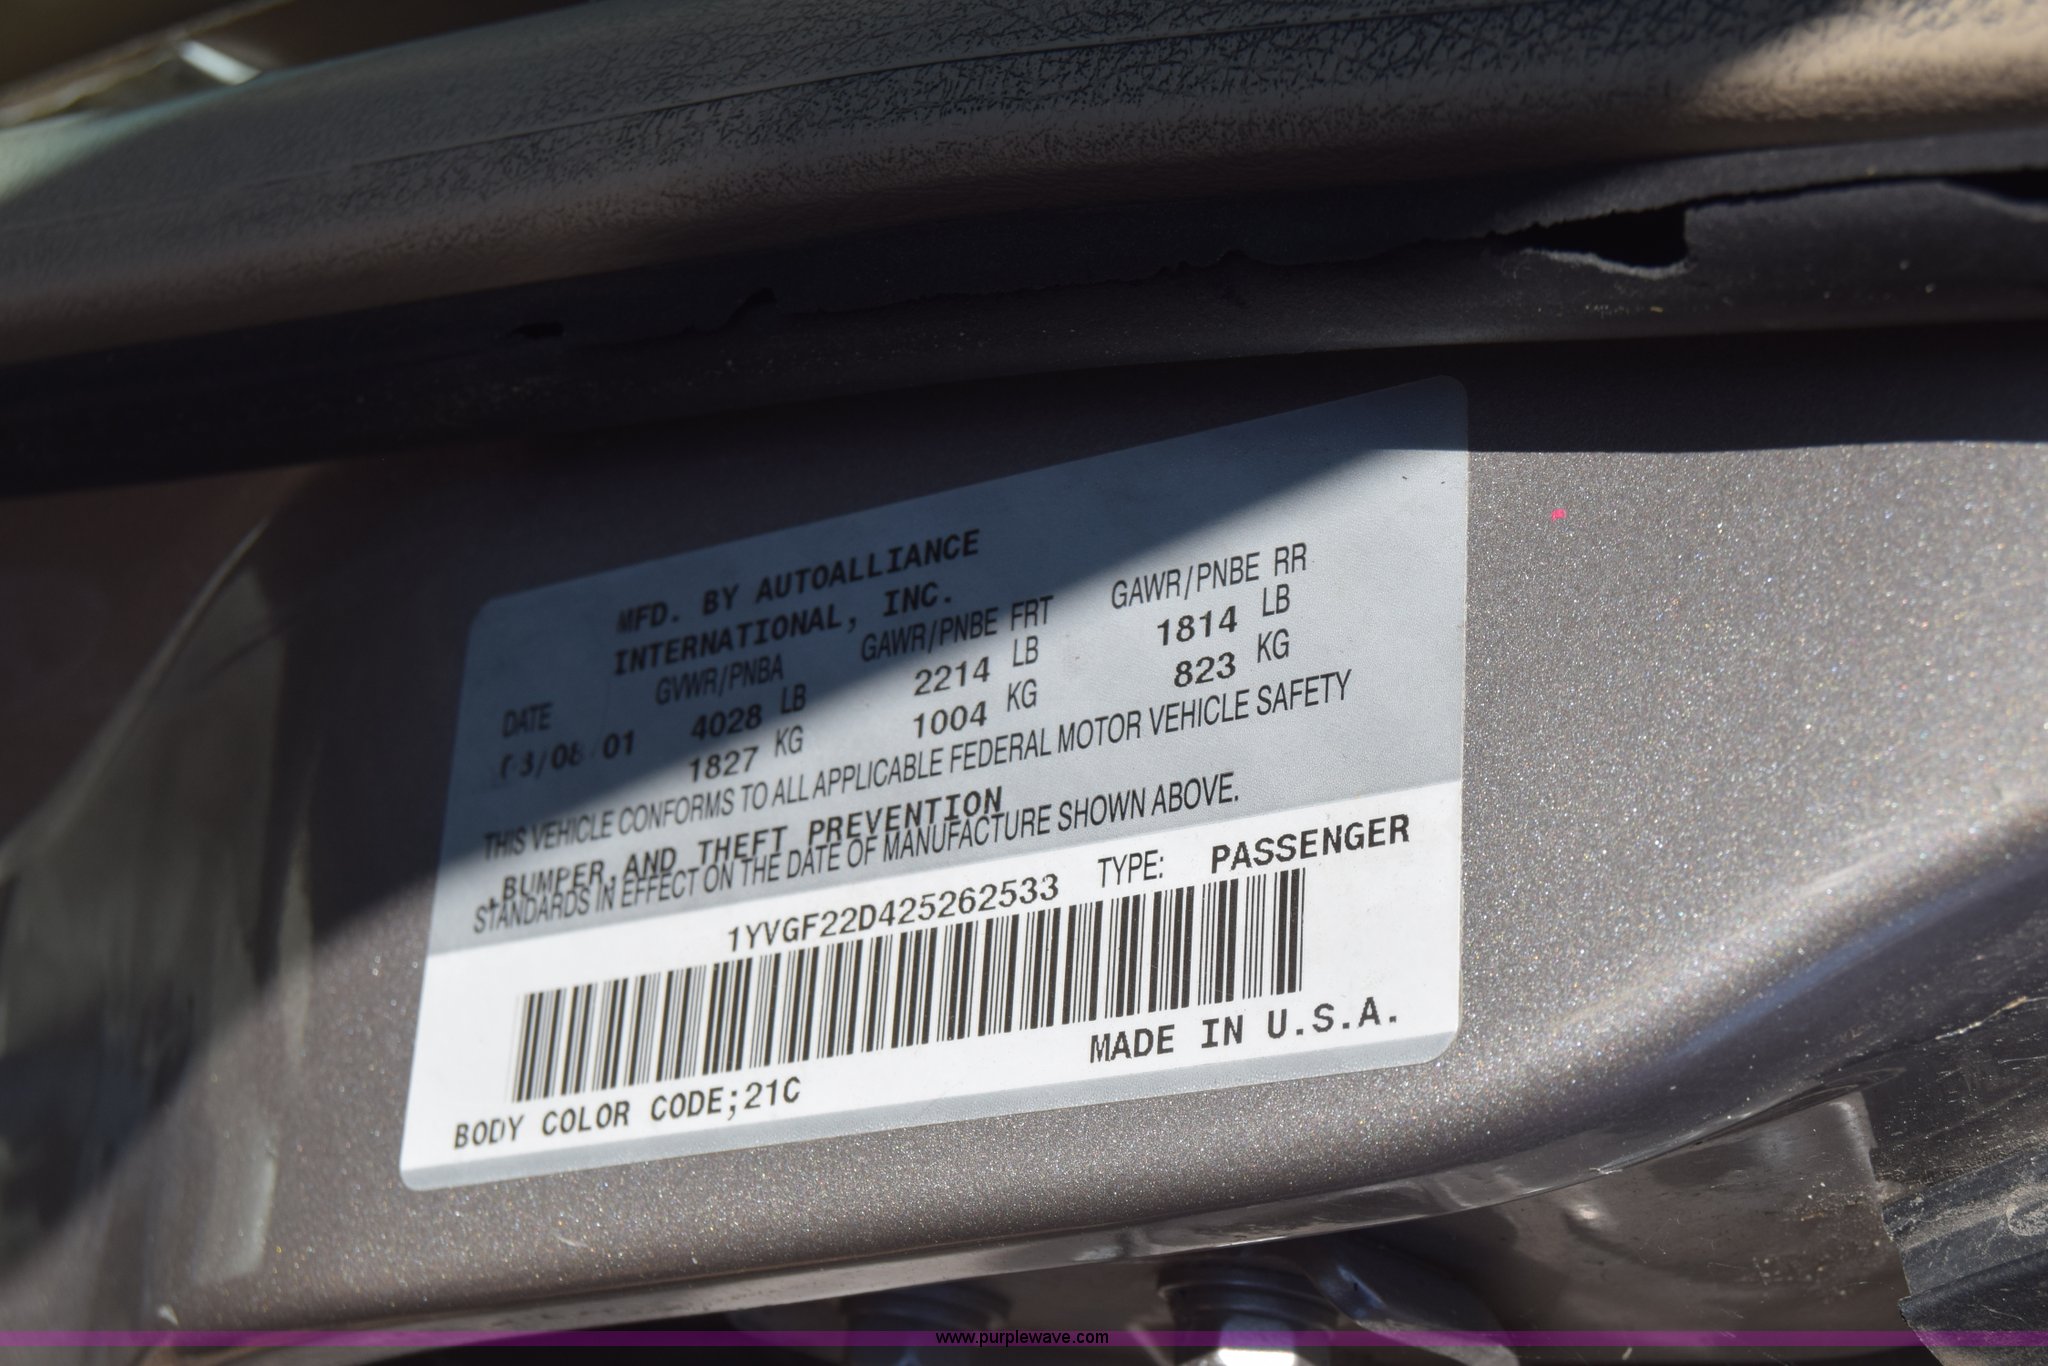 MFD. BY AUTOALLIANCE
INTERNATIONAL, INC.
DATE GVWR/PNBA GAWR/PNBE FRT GAWR/PNBE RR
/08/01 4028 LB 2214 LB 1814 LB
1827 KG 1004 KG 823 KG
THIS VEHICLE CONFORMS TO ALL APPLICABLE FEDERAL MOTOR VEHICLE SAFETY
,BUMPER,AND THEFT PREVENTION
STANDARDS IN EFFECT ON THE DATE OF MANUFACTURE SHOWN ABOVE.
1YVGF22D425262533 TYPE: PASSENGER
MADE IN U.S.A.
BODY COLOR CODE;21C
www.purplewave.com